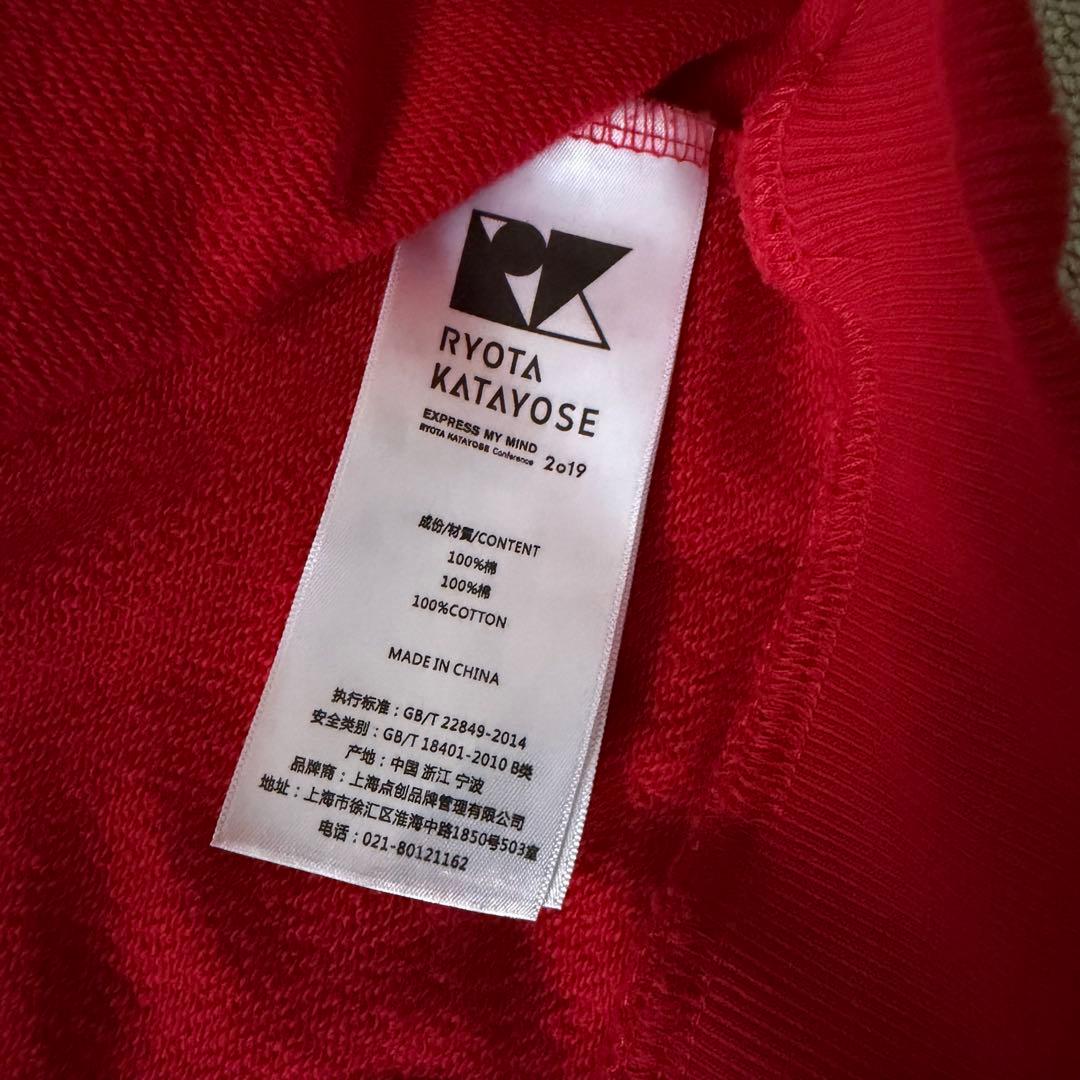 RYOTA
KATAYOSE
EXPRESS MY MIND
RYOTA KATAYOSE Conference 2019
成份/材質/CONTENT
100%棉
100%棉
100%COTTON
MADE IN CHINA
执行标准：GB/T 22849-2014
安全类别：GB/T 18401-2010 B类
产地：中国 浙江 宁波
品牌商：上海点创品牌管理有限公司
地址：上海市徐汇区淮海中路1850号503室
电话：021-80121162